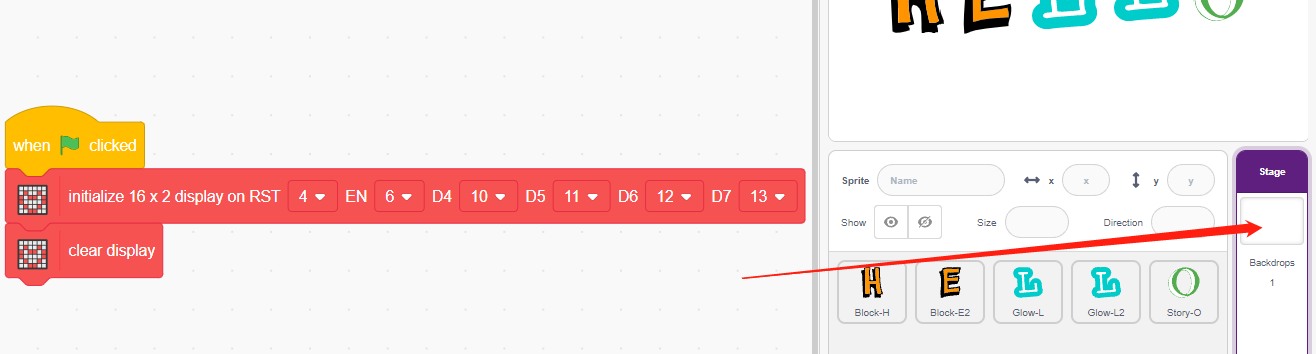 HELLO
when clicked
initialize 16 x 2 display on RST 4 EN 6 D4 10 D5 11 D6 12 D7 13
clear display
Sprite Name x x y y
Show Size Direction
H E L L O
Block-H Block-E2 Glow-L Glow-L2 Story-O
Stage
Backdrops
1